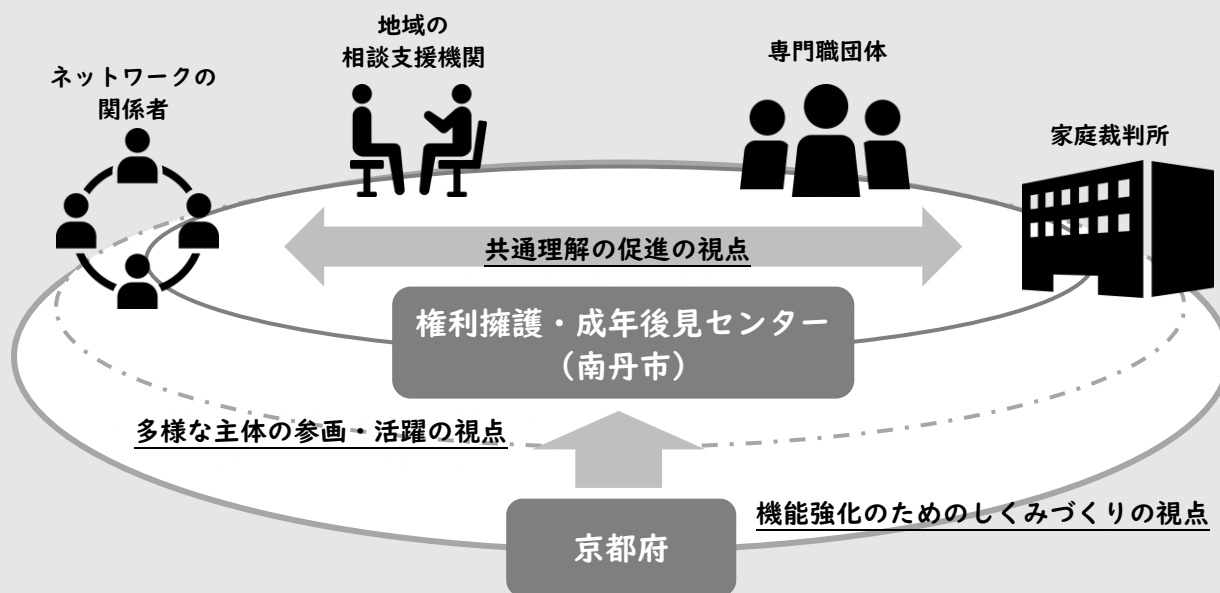 ネットワークの
関係者
地域の
相談支援機関
専門職団体
家庭裁判所
共通理解の促進の視点
権利擁護・成年後見センター
（南丹市）
多様な主体の参画・活躍の視点
機能強化のためのしくみづくりの視点
京都府